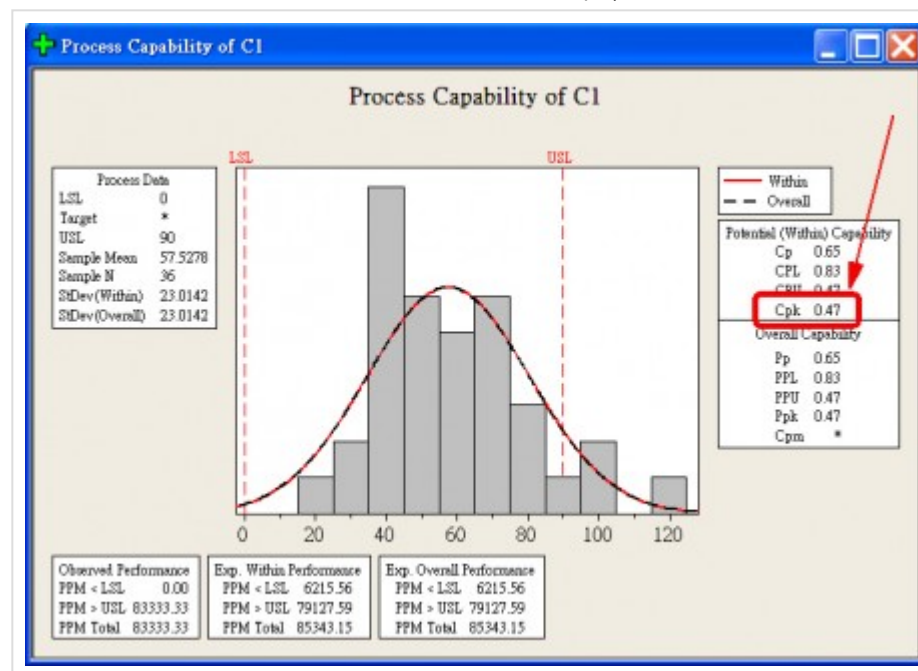 Process Capability of C1
Process Capability of C1
LSL USL
Process Data
LSL 0
Target *
USL 90
Sample Mean 57.5278
Sample N 36
StDev(Within) 23.0142
StDev(Overall) 23.0142
Within
Overall
Potential (Within) Capability
Cp 0.65
CPL 0.83
CPU 0.47
Cpk 0.47
Overall Capability
Pp 0.65
PPL 0.83
PPU 0.47
Ppk 0.47
Cpm *
0 20 40 60 80 100 120
Observed Performance
PPM < LSL 0.00
PPM > USL 83333.33
PPM Total 83333.33
Exp. Within Performance
PPM < LSL 6215.56
PPM > USL 79127.59
PPM Total 85343.15
Exp. Overall Performance
PPM < LSL 6215.56
PPM > USL 79127.59
PPM Total 85343.15